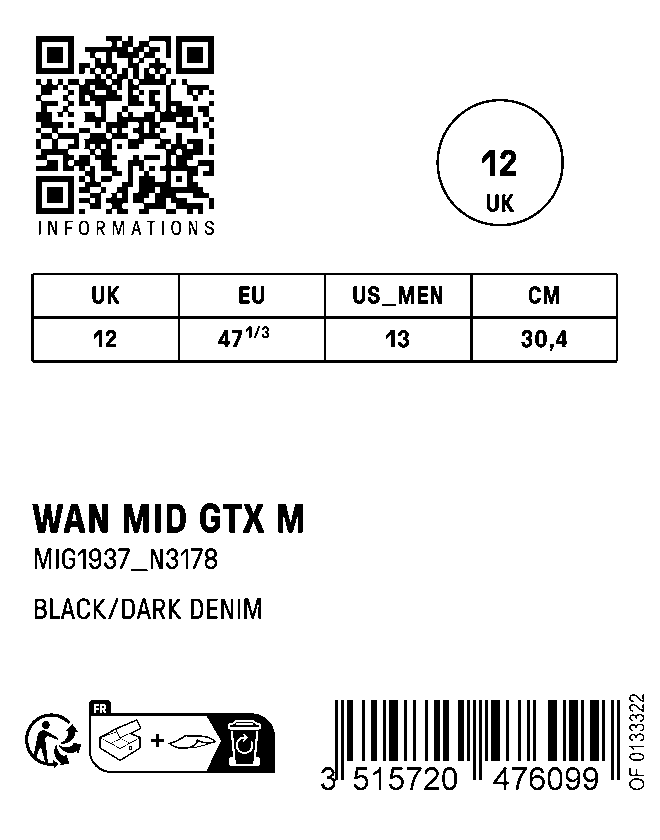 INFORMATIONS
12
UK
UK EU US_MEN CM
12 47 1/3 13 30,4
WAN MID GTX M
MIG1937_N3178
BLACK/DARK DENIM
FR
+
3 515720 476099
OF 0133322